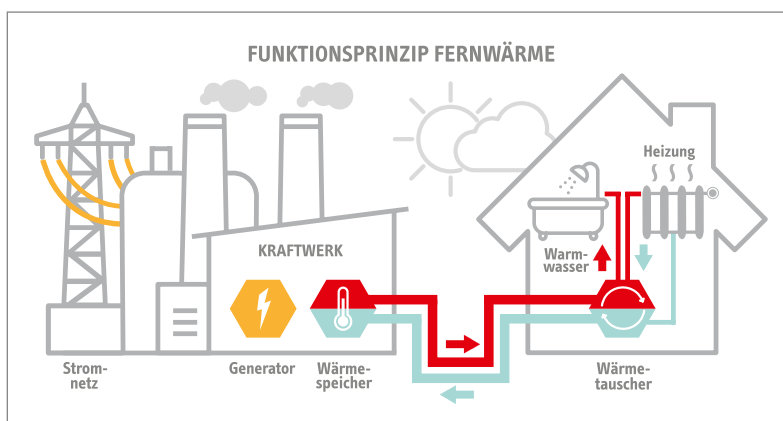 FUNKTIONSPRINZIP FERNWÄRME
Heizung
KRAFTWERK
Warm-
wasser
Strom-
netz
Generator
Wärme-
speicher
Wärme-
tauscher